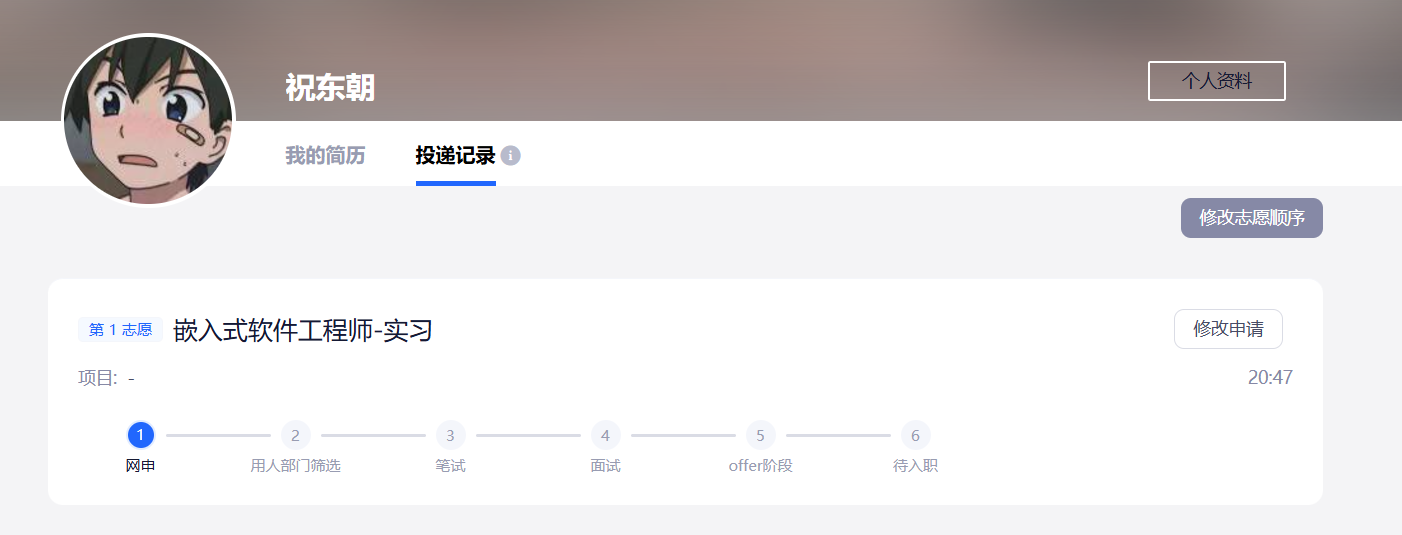 祝东朝
个人资料
我的简历 投递记录 i
修改志愿顺序
第 1 志愿 嵌入式软件工程师-实习 修改申请
项目: - 20:47
1 2 3 4 5 6
网申 用人部门筛选 笔试 面试 offer阶段 待入职